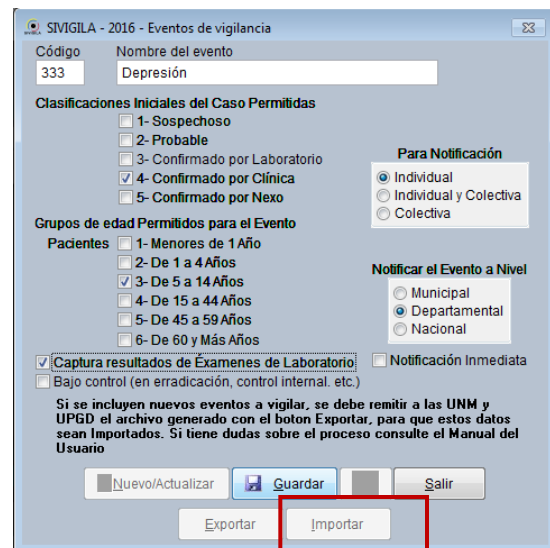 SIVIGILA - 2016 - Eventos de vigilancia
Código Nombre del evento
333 Depresión
Clasificaciones Iniciales del Caso Permitidas
1- Sospechoso
2- Probable
3- Confirmado por Laboratorio
4- Confirmado por Clínica
5- Confirmado por Nexo
Para Notificación
Individual
Individual y Colectiva
Colectiva
Grupos de edad Permitidos para el Evento
Pacientes 1- Menores de 1 Año
2- De 1 a 4 Años
3- De 5 a 14 Años
4- De 15 a 44 Años
5- De 45 a 59 Años
6- De 60 y Más Años
Notificar el Evento a Nivel
Municipal
Departamental
Nacional
Captura resultados de Éxamenes de Laboratorio
Notificación Inmediata
Bajo control (en erradicación, control internal. etc.)
Si se incluyen nuevos eventos a vigilar, se debe remitir a las UNM y
UPGD el archivo generado con el boton Exportar, para que estos datos
sean Importados. Si tiene dudas sobre el proceso consulte el Manual del
Usuario
Nuevo/Actualizar Guardar Salir
Exportar Importar